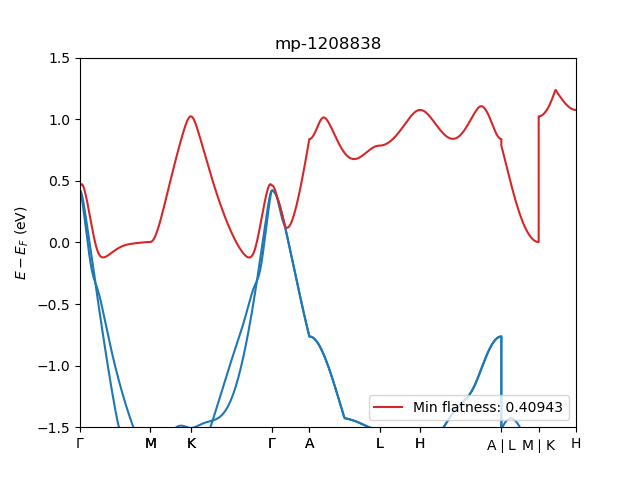 mp-1208838
E − E_F (eV)
1.5
1.0
0.5
0.0
−0.5
−1.0
−1.5
Min flatness: 0.40943
Γ M K Γ A L H A | L M | K H